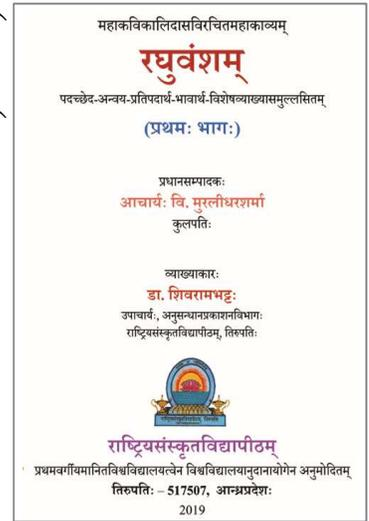 महाकविकालिदासविरचितमहाकाव्यम्
रघुवंशम्
पदच्छेद-अन्वय-प्रतिपदार्थ-भावार्थ-विशेषव्याख्यासमुल्लसितम्
(प्रथमः भागः)
प्रधानसम्पादकः
आचार्यः वि. मुरलीधरशर्मा
कुलपतिः
व्याख्याकारः
डा. शिवरामभट्टः
उपाचार्यः, अनुसन्धानप्रकाशनविभागः
राष्ट्रियसंस्कृतविद्यापीठम्, तिरुपतिः
राष्ट्रियसंस्कृतविद्यापीठम्
प्रथमवर्गीयमानितविश्वविद्यालयत्वेन विश्वविद्यालयानुदानायोगेन अनुमोदितम्
तिरुपतिः – 517507, आन्ध्रप्रदेशः
2019